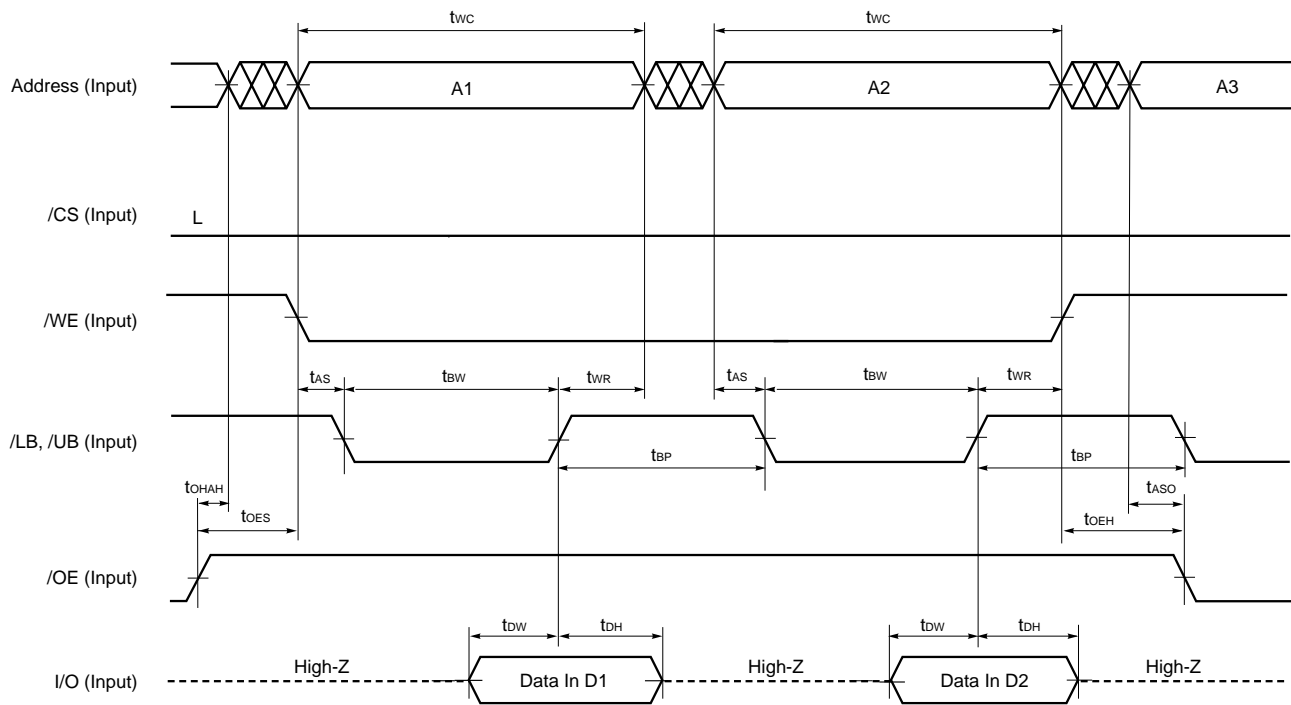 tWC tWC
Address (Input) A1 A2 A3
/CS (Input) L
/WE (Input)
tAS tBW tWR tAS tBW tWR
/LB, /UB (Input)
tBP tBP
tOHAH tASO
tOES tOEH
/OE (Input)
tDW tDH tDW tDH
High-Z High-Z High-Z
I/O (Input) Data In D1 Data In D2